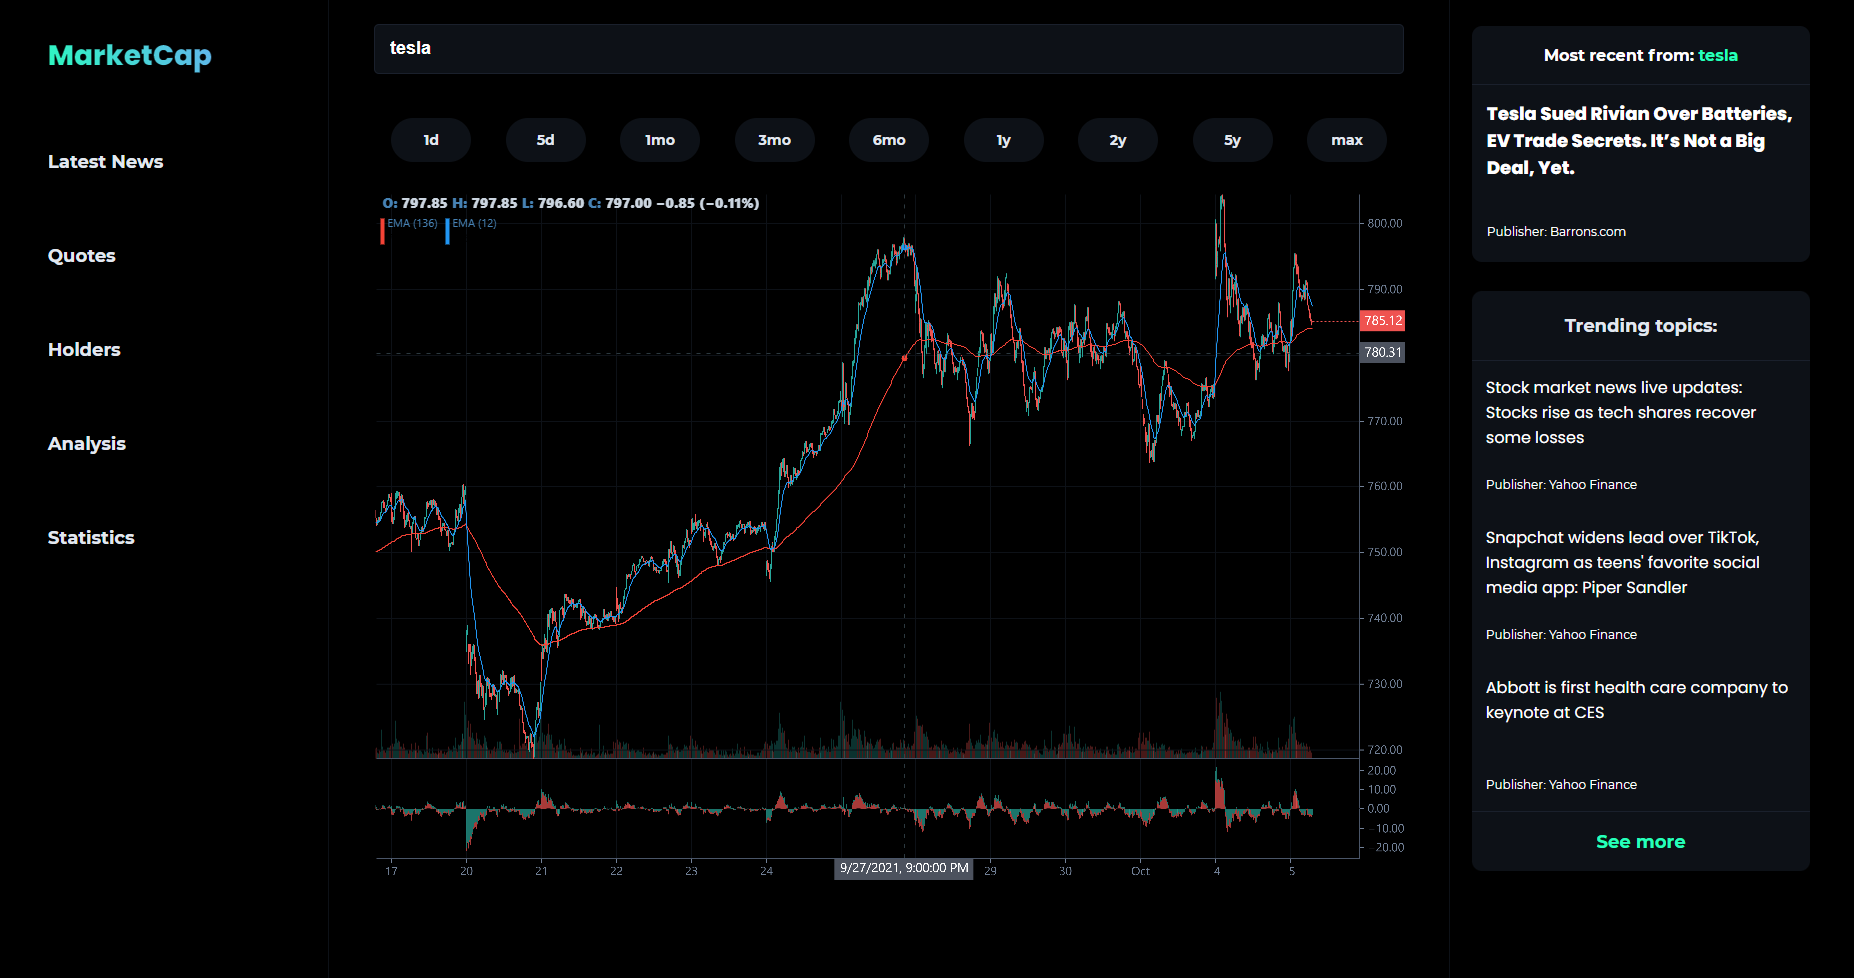 MarketCap
Latest News
Quotes
Holders
Analysis
Statistics
tesla
1d 5d 1mo 3mo 6mo 1y 2y 5y max
O: 797.85 H: 797.85 L: 796.60 C: 797.00 −0.85 (−0.11%)
EMA (136) EMA (12)
800.00
790.00
785.12
780.31
770.00
760.00
750.00
740.00
730.00
720.00
20.00
10.00
0.00
−10.00
−20.00
17 20 21 22 23 24 9/27/2021, 9:00:00 PM 29 30 Oct 4 5
Most recent from: tesla
Tesla Sued Rivian Over Batteries,
EV Trade Secrets. It’s Not a Big
Deal, Yet.
Publisher: Barrons.com
Trending topics:
Stock market news live updates:
Stocks rise as tech shares recover
some losses
Publisher: Yahoo Finance
Snapchat widens lead over TikTok,
Instagram as teens' favorite social
media app: Piper Sandler
Publisher: Yahoo Finance
Abbott is first health care company to
keynote at CES
Publisher: Yahoo Finance
See more